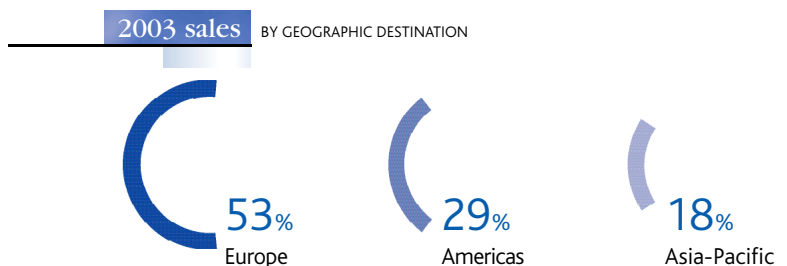 2003 sales BY GEOGRAPHIC DESTINATION
53%
Europe
29%
Americas
18%
Asia-Pacific